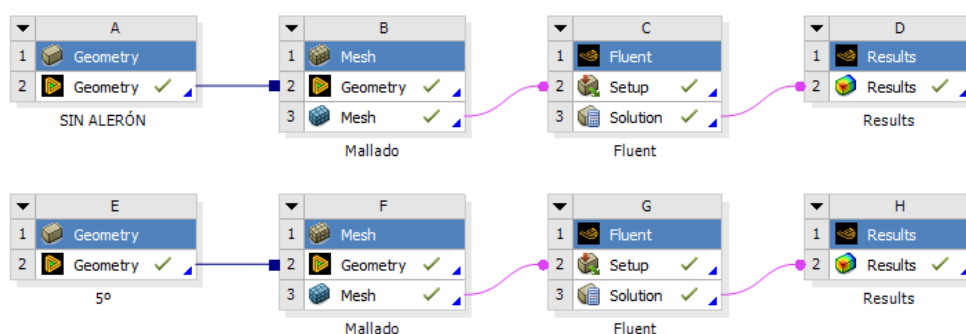 A B C D
1 Geometry 1 Mesh 1 Fluent 1 Results
2 Geometry 2 Geometry 2 Setup 2 Results
SIN ALERÓN 3 Mesh 3 Solution Results
Mallado Fluent
E F G H
1 Geometry 1 Mesh 1 Fluent 1 Results
2 Geometry 2 Geometry 2 Setup 2 Results
5º 3 Mesh 3 Solution Results
Mallado Fluent